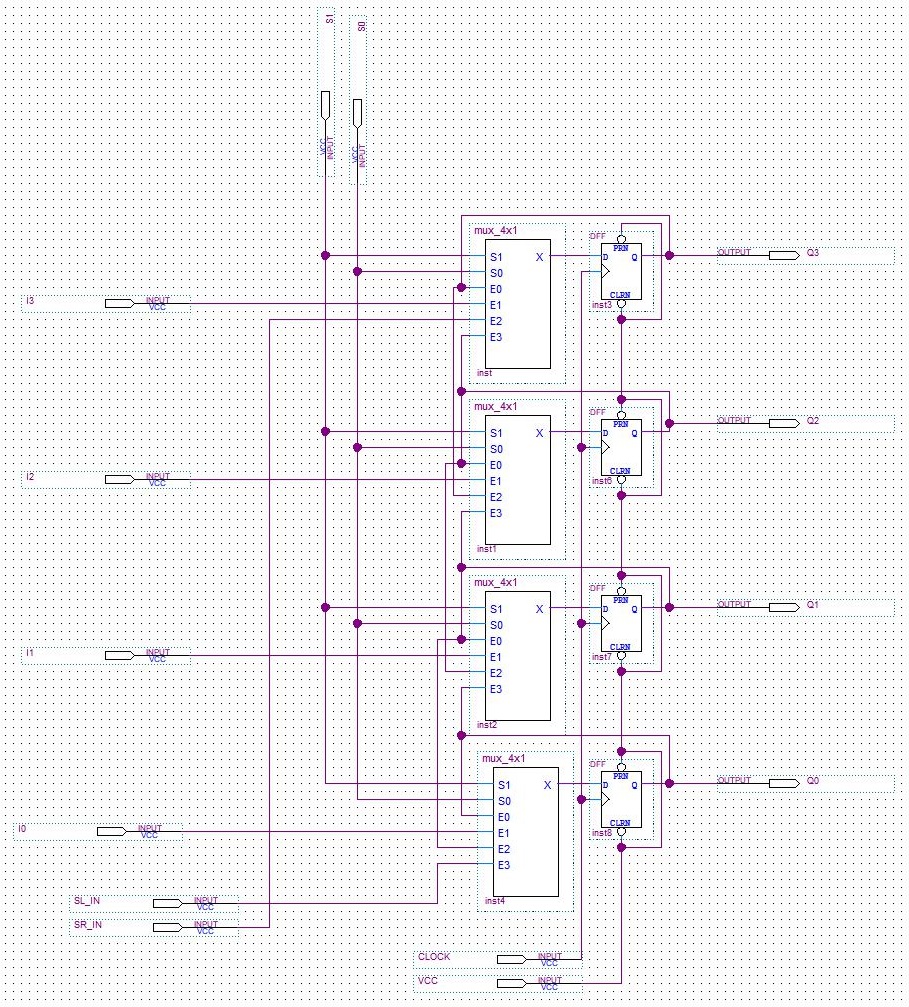 S1
S0
VCC
INPUT
VCC
INPUT
mux_4x1
DFF
S1
S0
E0
E1
E2
E3
X
PRN
D
Q
CLRN
inst3
inst
OUTPUT
Q3
I3
INPUT
VCC
mux_4x1
DFF
S1
S0
E0
E1
E2
E3
X
PRN
D
Q
CLRN
inst6
inst1
OUTPUT
Q2
I2
INPUT
VCC
mux_4x1
DFF
S1
S0
E0
E1
E2
E3
X
PRN
D
Q
CLRN
inst7
inst2
OUTPUT
Q1
I1
INPUT
VCC
mux_4x1
DFF
S1
S0
E0
E1
E2
E3
X
PRN
D
Q
CLRN
inst8
inst4
OUTPUT
Q0
I0
INPUT
VCC
SL_IN
INPUT
VCC
SR_IN
INPUT
VCC
CLOCK
INPUT
VCC
VCC
INPUT
VCC